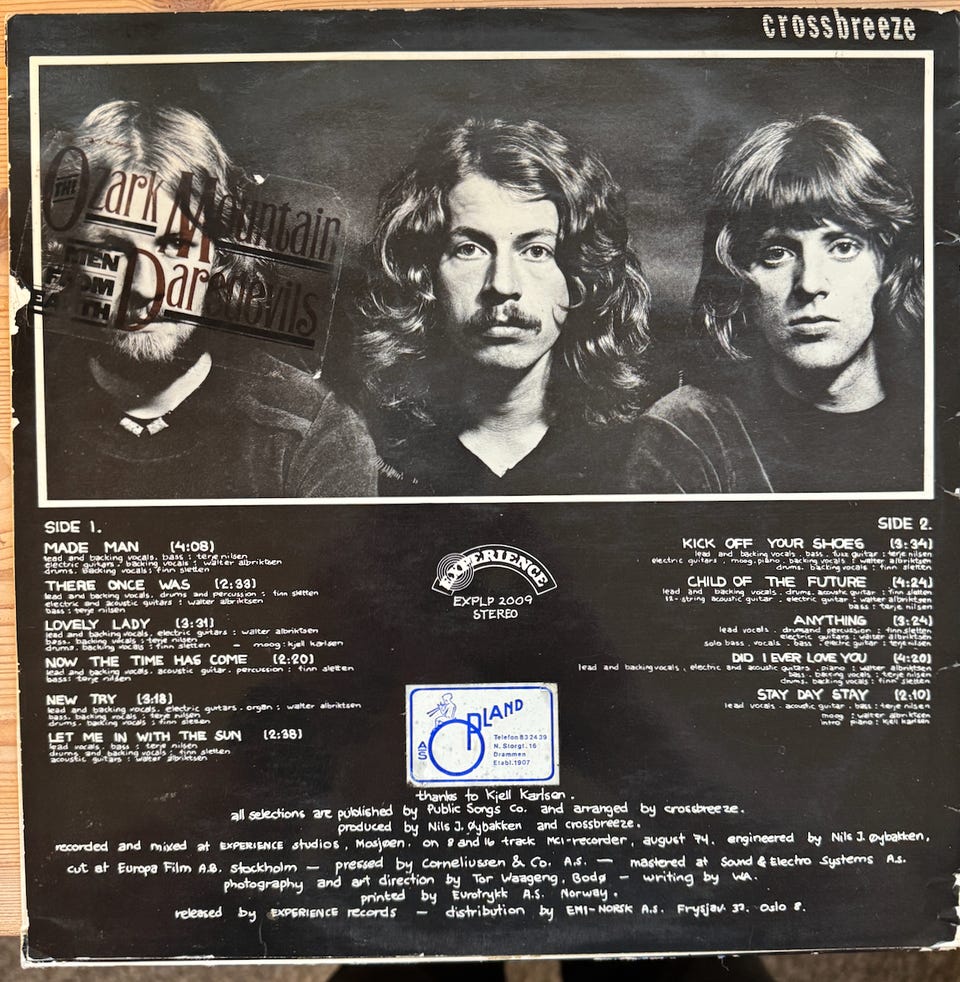 crossbreeze
THE
Ozark Mountain
Daredevils
MEN
FROM
EARTH
SIDE 1.
MADE MAN (4:08)
lead and backing vocals. bass : terje nilsen
electric guitars. backing vocals : walter albriktsen
drums. backing vocals : finn sletten
THERE ONCE WAS (2:33)
lead and backing vocals. drums and percussion : finn sletten
electric and acoustic guitars : walter albriktsen
bass : terje nilsen
LOVELY LADY (3:31)
lead and backing vocals. electric guitars : walter albriktsen
bass. backing vocals : terje nilsen
drums. backing vocals : finn sletten - moog : kjell karlsen
NOW THE TIME HAS COME (2:20)
lead and backing vocals. acoustic guitar. percussion : finn sletten
bass : terje nilsen
NEW TRY (3:18)
lead and backing vocals. electric guitars. organ : walter albriktsen
bass. backing vocals : terje nilsen
drums. backing vocals : finn sletten
LET ME IN WITH THE SUN (2:38)
lead vocals. bass : terje nilsen
drums and backing vocals : finn sletten
acoustic guitars : walter albriktsen
EXPERIENCE
EXPLP 2009
STEREO
SIDE 2.
KICK OFF YOUR SHOES (3:34)
lead and backing vocals. bass. fuzz guitar : terje nilsen
electric guitars. moog. piano. backing vocals : walter albriktsen
drums. backing vocals : finn sletten
CHILD OF THE FUTURE (4:24)
lead and backing vocals. drums. acoustic guitar : finn sletten
12-string acoustic guitar. electric guitar : walter albriktsen
bass : terje nilsen
ANYTHING (3:24)
lead vocals. drums and percussion : finn sletten
electric guitars : walter albriktsen
solo bass. vocals. bass. electric guitar : terje nilsen
DID I EVER LOVE YOU (4:20)
lead and backing vocals, electric and acoustic guitars. piano : walter albriktsen
bass. backing vocals : terje nilsen
drums. backing vocals : finn sletten
STAY DAY STAY (2:10)
lead vocals. acoustic guitar. bass : terje nilsen
moog : walter albriktsen
intro piano : kjell karlsen
A/S OPLAND
Telefon 83 24 39
N. Storgt. 16
Drammen
Etabl. 1907
thanks to Kjell Karlsen.
all selections are published by Public Songs Co. and arranged by crossbreeze.
produced by Nils J. Øybakken and crossbreeze.
recorded and mixed at EXPERIENCE studios, Mosjøen. on 8 and 16 track MCI-recorder, august 74. engineered by Nils J. Øybakken,
cut at Europa Film A.B. stockholm — pressed by Corneliussen & Co. A.S. — mastered at Sound & Electro Systems A.s.
photography and art direction by Tor Waageng, Bodø — writing by WA.
printed by Eurotrykk A.S. Norway.
released by EXPERIENCE records — distribution by EMI-NORSK A.s. Frysjav. 33. Oslo 8.